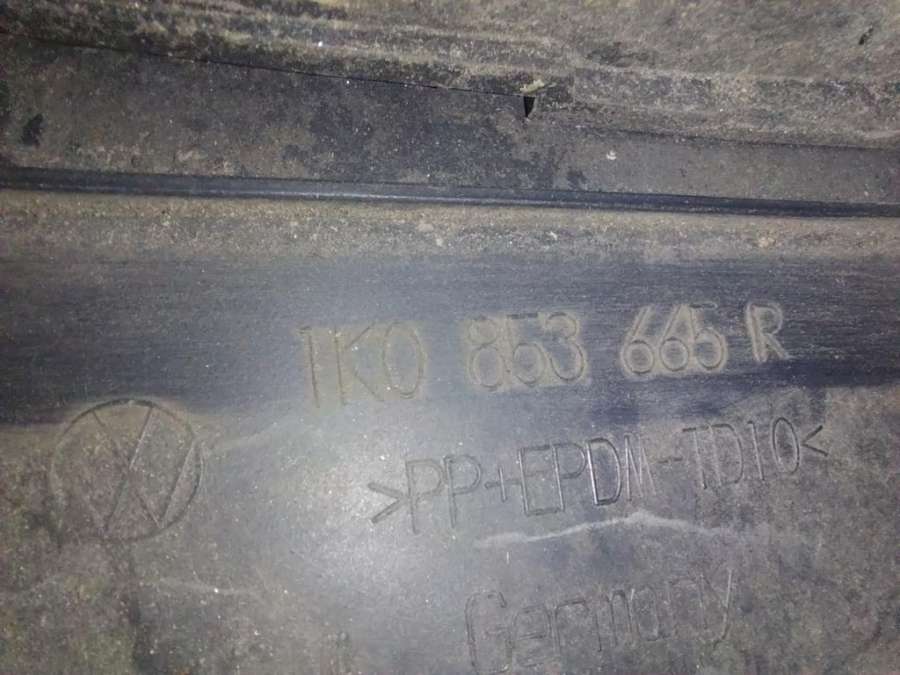 1K0 853 665 R
>PP+EPDM-TD10<
Germany